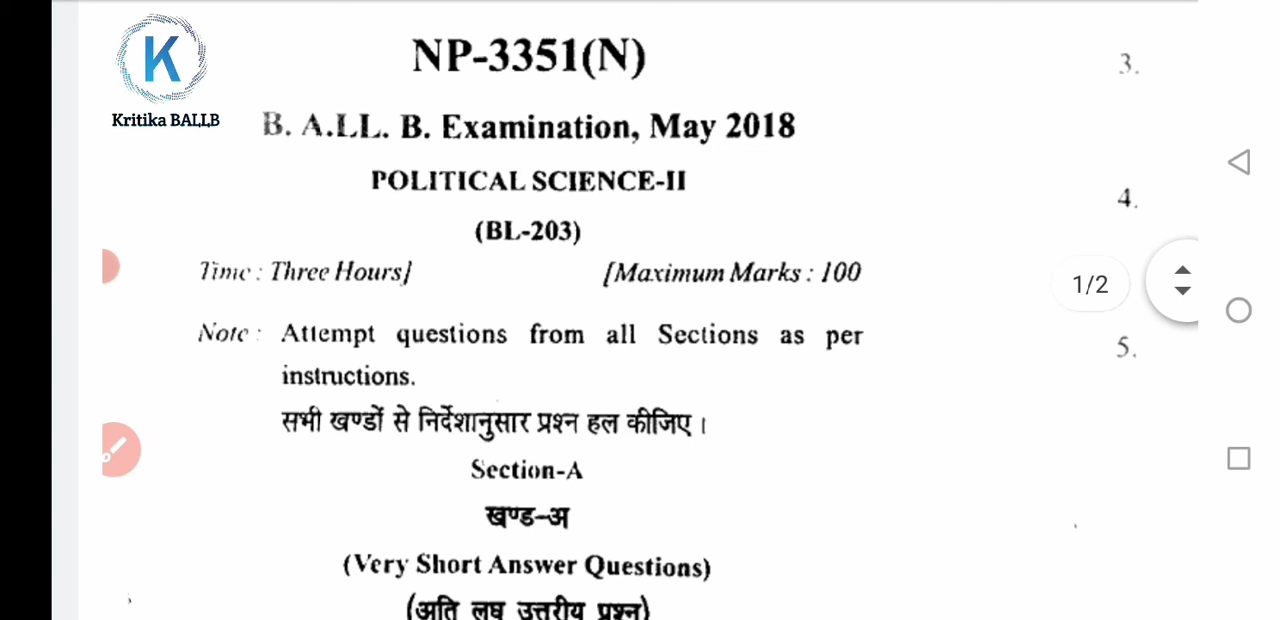 K
Kritika BALLB
NP-3351(N)
B. A.LL. B. Examination, May 2018
POLITICAL SCIENCE-II
(BL-203)
Time : Three Hours] [Maximum Marks : 100
Note : Attempt questions from all Sections as per
instructions.
सभी खण्डों से निर्देशानुसार प्रश्न हल कीजिए ।
Section-A
खण्ड-अ
(Very Short Answer Questions)
(अति लघु उत्तरीय प्रश्न)
3.
4.
1/2
5.